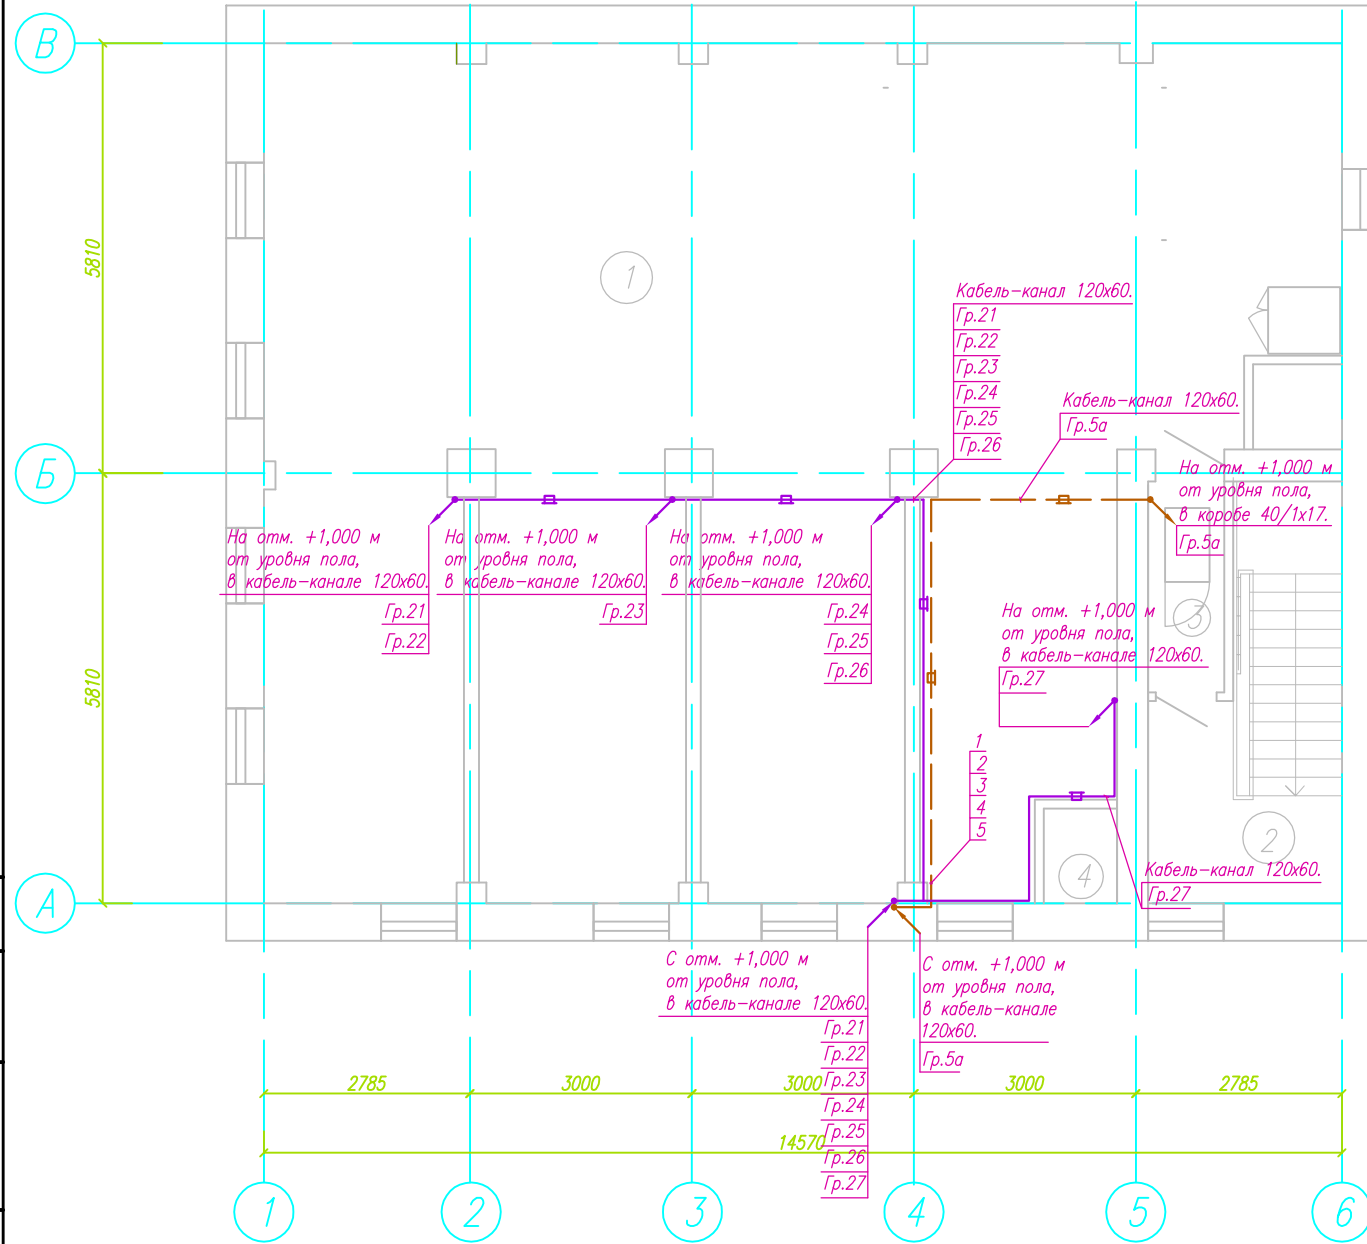 В
5810
1
Кабель-канал 120х60.
Гр.21
Гр.22
Гр.23
Гр.24
Гр.25
Гр.26
Кабель-канал 120х60.
Гр.5а
Б
На отм. +1,000 м
от уровня пола,
в коробе 40/1х17.
Гр.5а
На отм. +1,000 м
от уровня пола,
в кабель-канале 120х60.
Гр.21
Гр.22
На отм. +1,000 м
от уровня пола,
в кабель-канале 120х60.
Гр.23
На отм. +1,000 м
от уровня пола,
в кабель-канале 120х60.
Гр.24
Гр.25
Гр.26
3
На отм. +1,000 м
от уровня пола,
в кабель-канале 120х60.
Гр.27
5810
1
2
3
4
5
2
4
Кабель-канал 120х60.
Гр.27
А
С отм. +1,000 м
от уровня пола,
в кабель-канале 120х60.
Гр.21
Гр.22
Гр.23
Гр.24
Гр.25
Гр.26
Гр.27
С отм. +1,000 м
от уровня пола,
в кабель-канале
120х60.
Гр.5а
2785
3000
3000
3000
2785
14570
1
2
3
4
5
6